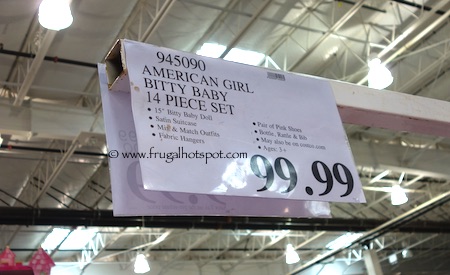 945090
AMERICAN GIRL
BITTY BABY
14 PIECE SET
• 15" Bitty Baby Doll
• Satin Suitcase
• Mix & Match Outfits
• Fabric Hangers
• Pair of Pink Shoes
• Bottle, Rattle & Bib
• May also be on costco.com
• Ages: 3+
99.99
© www.frugalhotspot.com